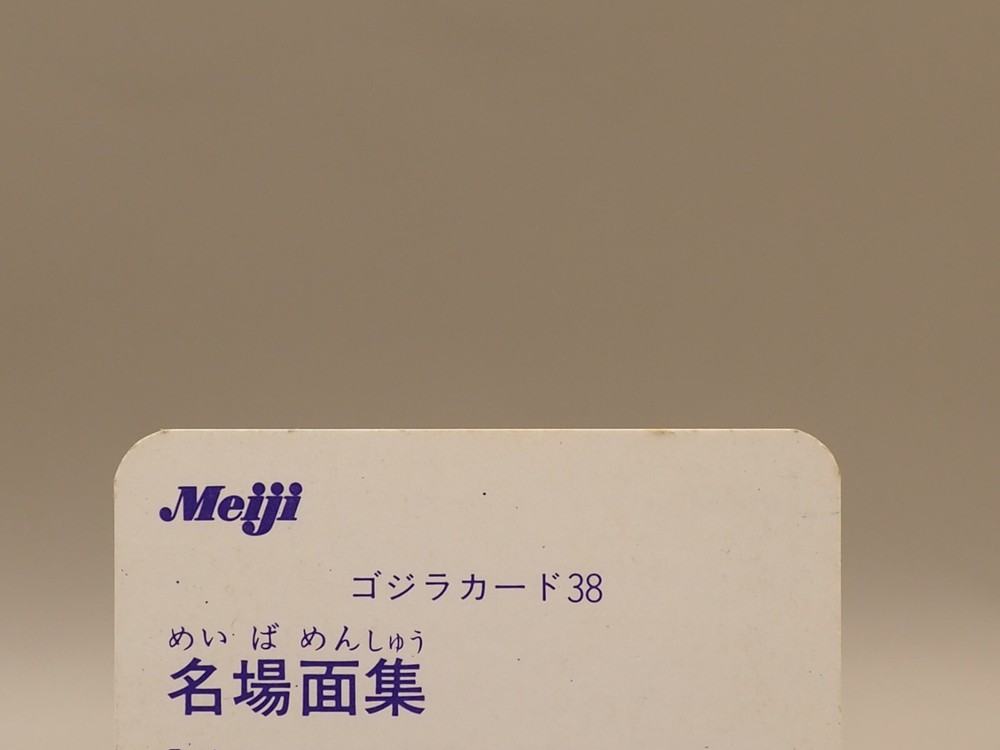 Meiji
ゴジラカード38
めい ば めんしゅう
名場面集